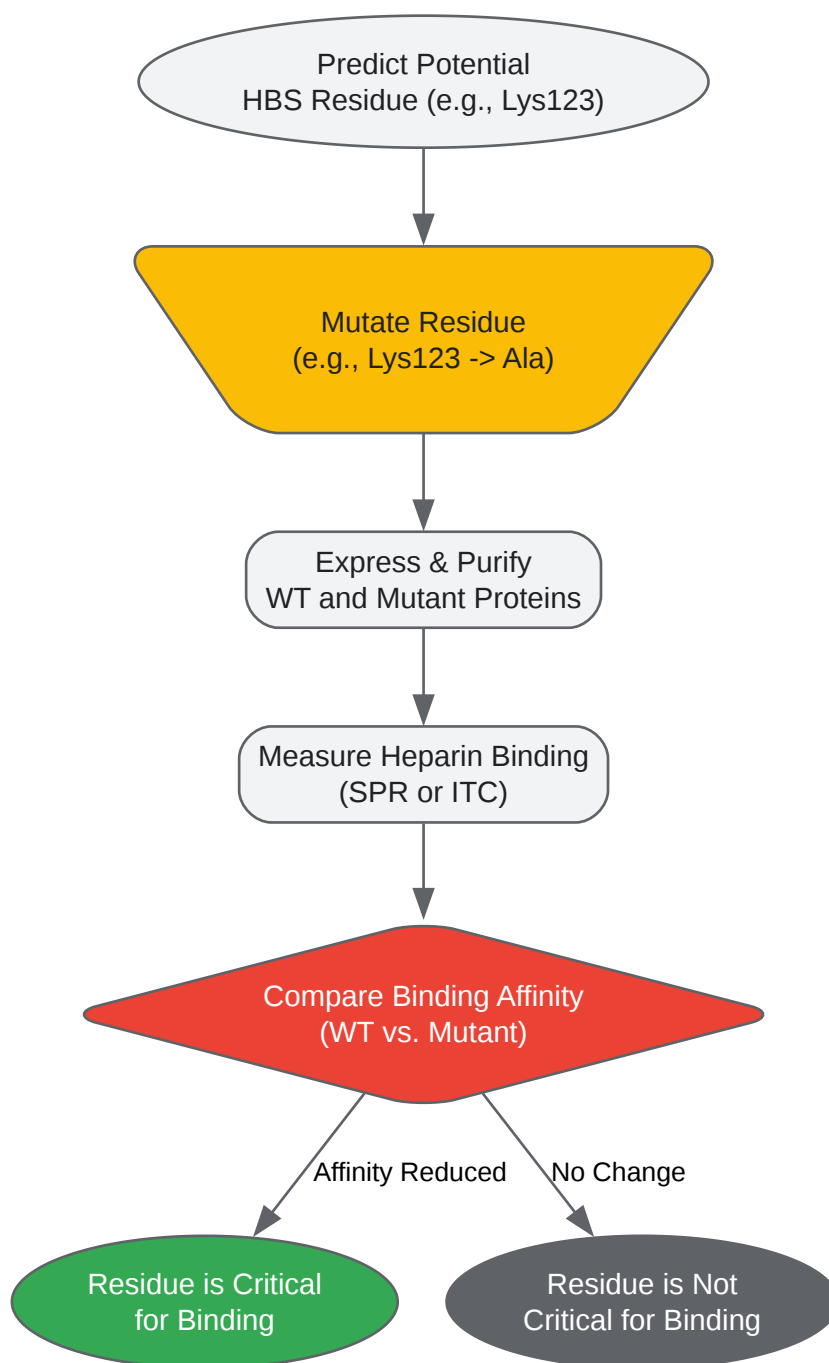 Predict Potential
HBS Residue (e.g., Lys123)
Mutate Residue
(e.g., Lys123 -> Ala)
Express & Purify
WT and Mutant Proteins
Measure Heparin Binding
(SPR or ITC)
Compare Binding Affinity
(WT vs. Mutant)
Affinity Reduced
No Change
Residue is Critical
for Binding
Residue is Not
Critical for Binding